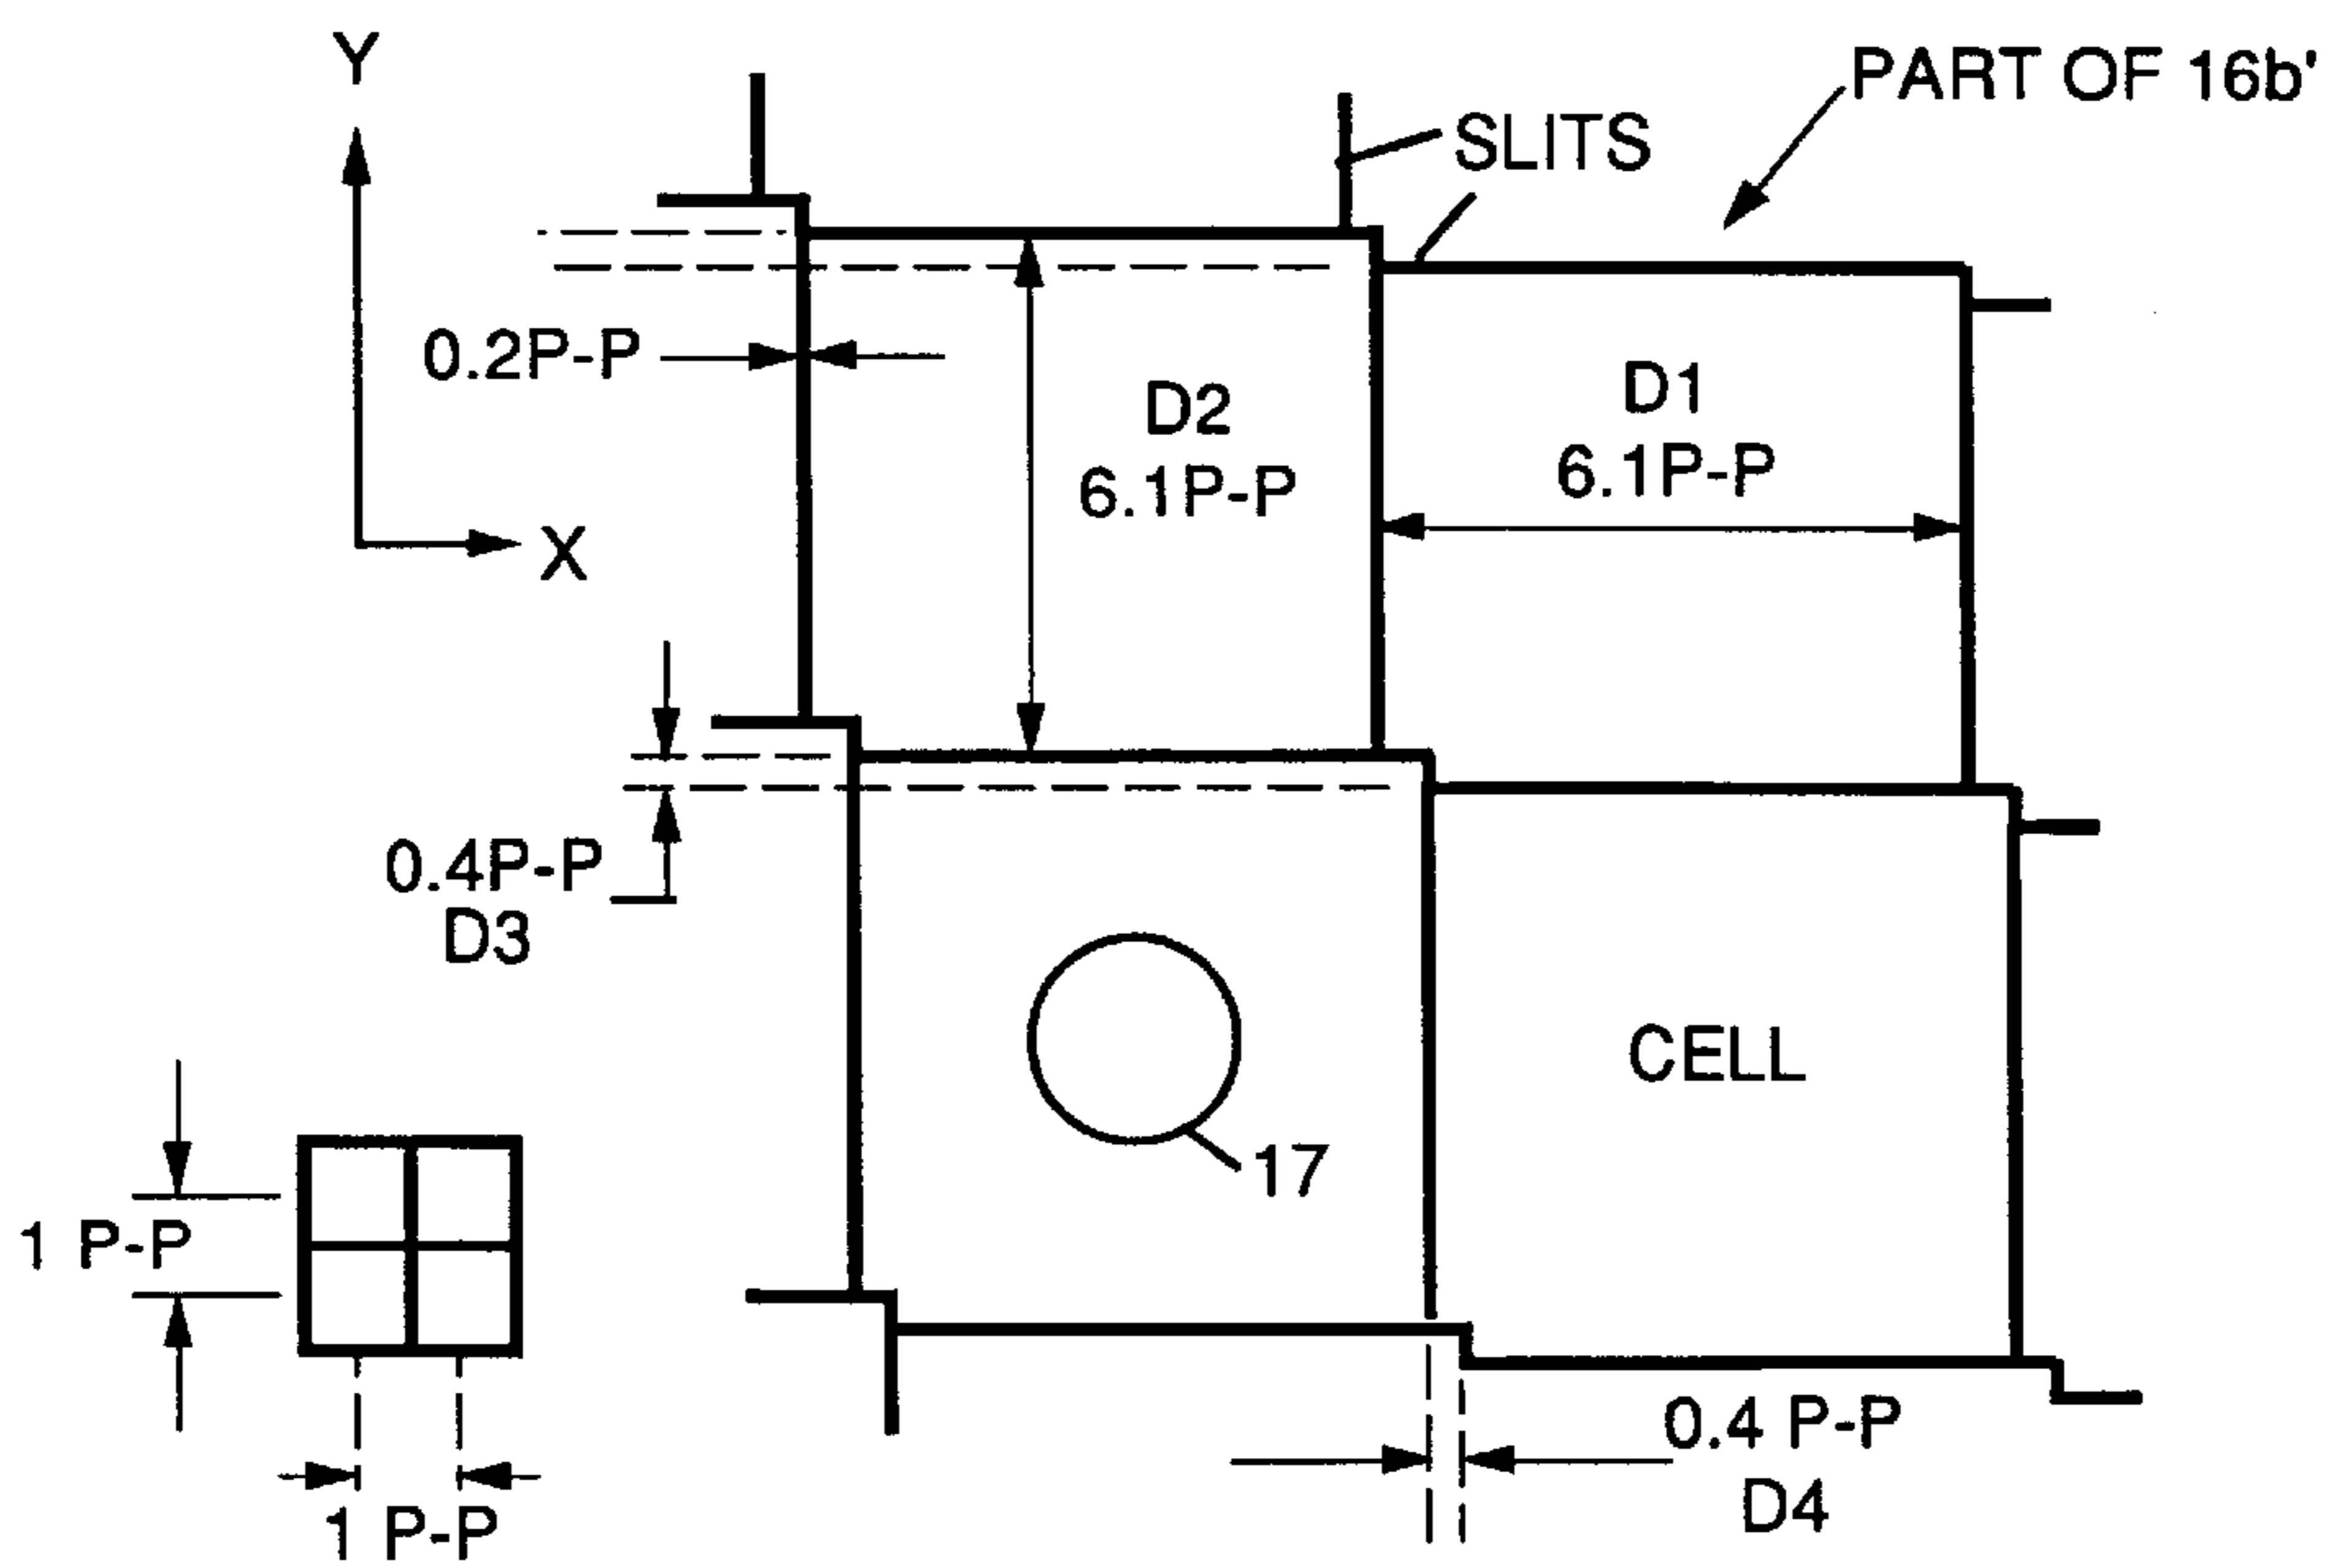 Y
PART OF 16b'
SLITS
0.2P-P
D2
6.1P-P
D1
6.1P-P
X
0.4P-P
D3
CELL
17
1 P-P
0.4 P-P
D4
1 P-P